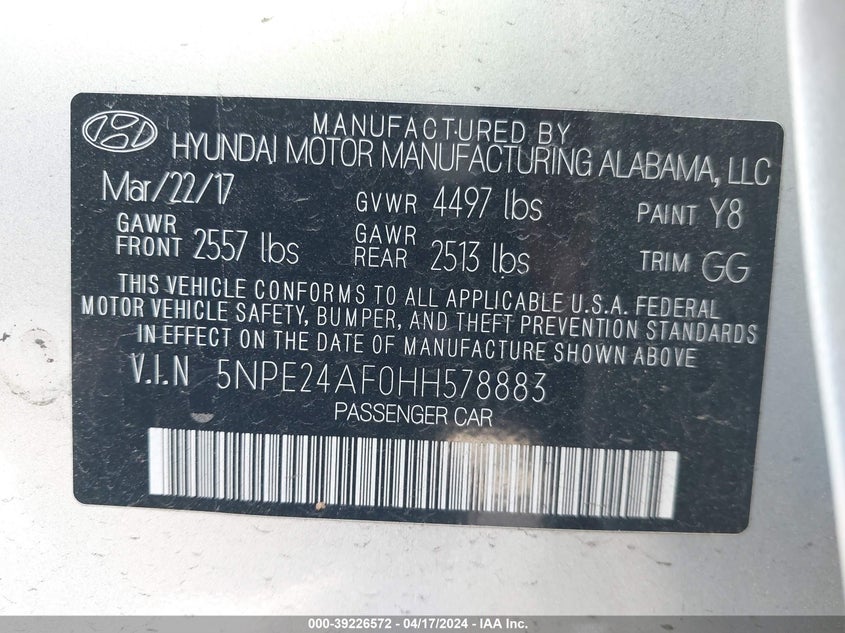 MANUFACTURED BY
HYUNDAI MOTOR MANUFACTURING ALABAMA, LLC
Mar/22/17 GVWR 4497 lbs PAINT Y8
GAWR FRONT 2557 lbs GAWR REAR 2513 lbs TRIM GG
THIS VEHICLE CONFORMS TO ALL APPLICABLE U.S.A. FEDERAL
MOTOR VEHICLE SAFETY, BUMPER, AND THEFT PREVENTION STANDARDS
IN EFFECT ON THE DATE OF MANUFACTURE SHOWN ABOVE
V.I.N 5NPE24AF0HH578883
PASSENGER CAR
000-39226572 - 04/17/2024 - IAA Inc.